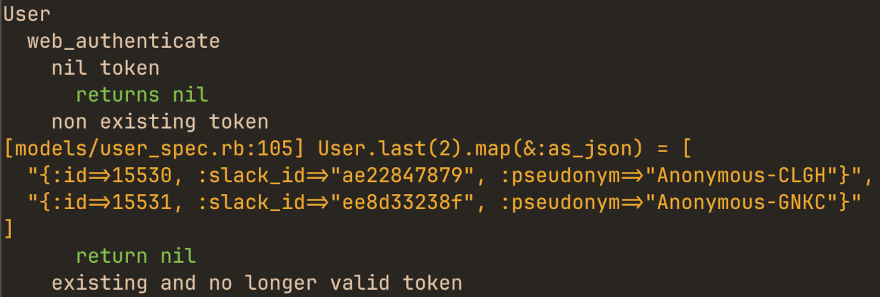 User
web_authenticate
nil token
returns nil
non existing token
[models/user_spec.rb:105] User.last(2).map(&:as_json) = [
"{:id=>15530, :slack_id=>"ae22847879", :pseudonym=>"Anonymous-CLGH"}",
"{:id=>15531, :slack_id=>"ee8d33238f", :pseudonym=>"Anonymous-GNKC"}"
]
return nil
existing and no longer valid token